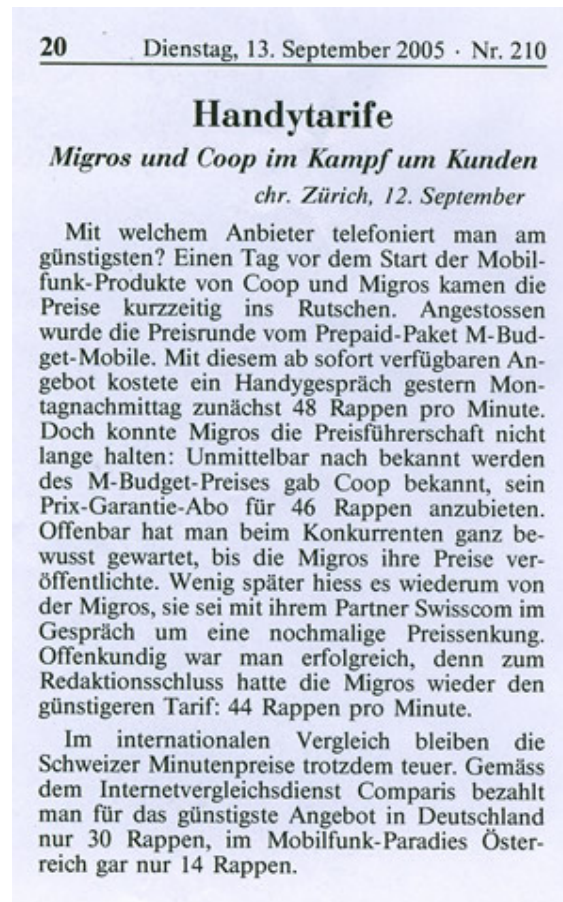 20 Dienstag, 13. September 2005 · Nr. 210
Handytarife
Migros und Coop im Kampf um Kunden
chr. Zürich, 12. September
Mit welchem Anbieter telefoniert man am
günstigsten? Einen Tag vor dem Start der Mobil-
funk-Produkte von Coop und Migros kamen die
Preise kurzzeitig ins Rutschen. Angestossen
wurde die Preisrunde vom Prepaid-Paket M-Bud-
get-Mobile. Mit diesem ab sofort verfügbaren An-
gebot kostete ein Handygespräch gestern Mon-
tagnachmittag zunächst 48 Rappen pro Minute.
Doch konnte Migros die Preisführerschaft nicht
lange halten: Unmittelbar nach bekannt werden
des M-Budget-Preises gab Coop bekannt, sein
Prix-Garantie-Abo für 46 Rappen anzubieten.
Offenbar hat man beim Konkurrenten ganz be-
wusst gewartet, bis die Migros ihre Preise ver-
öffentlichte. Wenig später hiess es wiederum von
der Migros, sie sei mit ihrem Partner Swisscom im
Gespräch um eine nochmalige Preissenkung.
Offenkundig war man erfolgreich, denn zum
Redaktionsschluss hatte die Migros wieder den
günstigeren Tarif: 44 Rappen pro Minute.
Im internationalen Vergleich bleiben die
Schweizer Minutenpreise trotzdem teuer. Gemäss
dem Internetvergleichsdienst Comparis bezahlt
man für das günstigste Angebot in Deutschland
nur 30 Rappen, im Mobilfunk-Paradies Öster-
reich gar nur 14 Rappen.